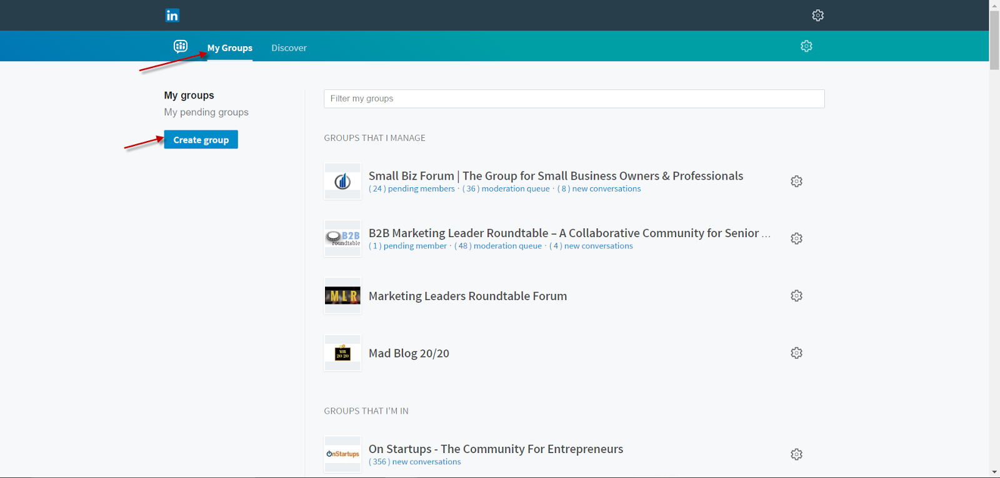 in
My Groups
Discover
My groups
My pending groups
Create group
Filter my groups
GROUPS THAT I MANAGE
Small Biz Forum | The Group for Small Business Owners & Professionals
( 24 ) pending members · ( 36 ) moderation queue · ( 8 ) new conversations
B2B
roundtable
B2B Marketing Leader Roundtable – A Collaborative Community for Senior ...
( 1 ) pending member · ( 48 ) moderation queue · ( 4 ) new conversations
MLR
Marketing Leaders Roundtable Forum
MB
20/20
Mad Blog 20/20
GROUPS THAT I'M IN
OnStartups
On Startups - The Community For Entrepreneurs
( 356 ) new conversations